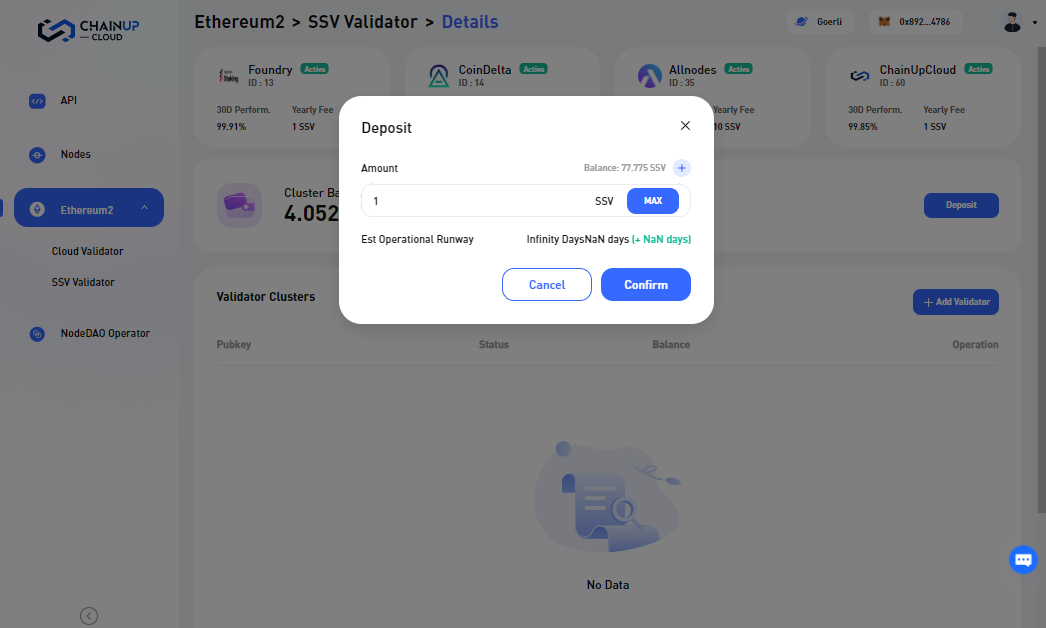 CHAINUP
CLOUD
Ethereum2 > SSV Validator > Details
Goerli
0x892...4786
API
Nodes
Ethereum2
Cloud Validator
SSV Validator
NodeDAO Operator
Foundry Active
ID : 13
30D Perform. Yearly Fee
99.91% 1 SSV
CoinDelta Active
ID : 14
Allnodes Active
ID : 35
Yearly Fee
10 SSV
ChainUpCloud Active
ID : 60
30D Perform. Yearly Fee
99.85% 1 SSV
Cluster Ba
4.052
Deposit
Deposit
Amount Balance: 77.775 SSV +
1 SSV MAX
Est Operational Runway Infinity DaysNaN days (+ NaN days)
Cancel Confirm
Validator Clusters
+ Add Validator
Pubkey Status Balance Operation
No Data